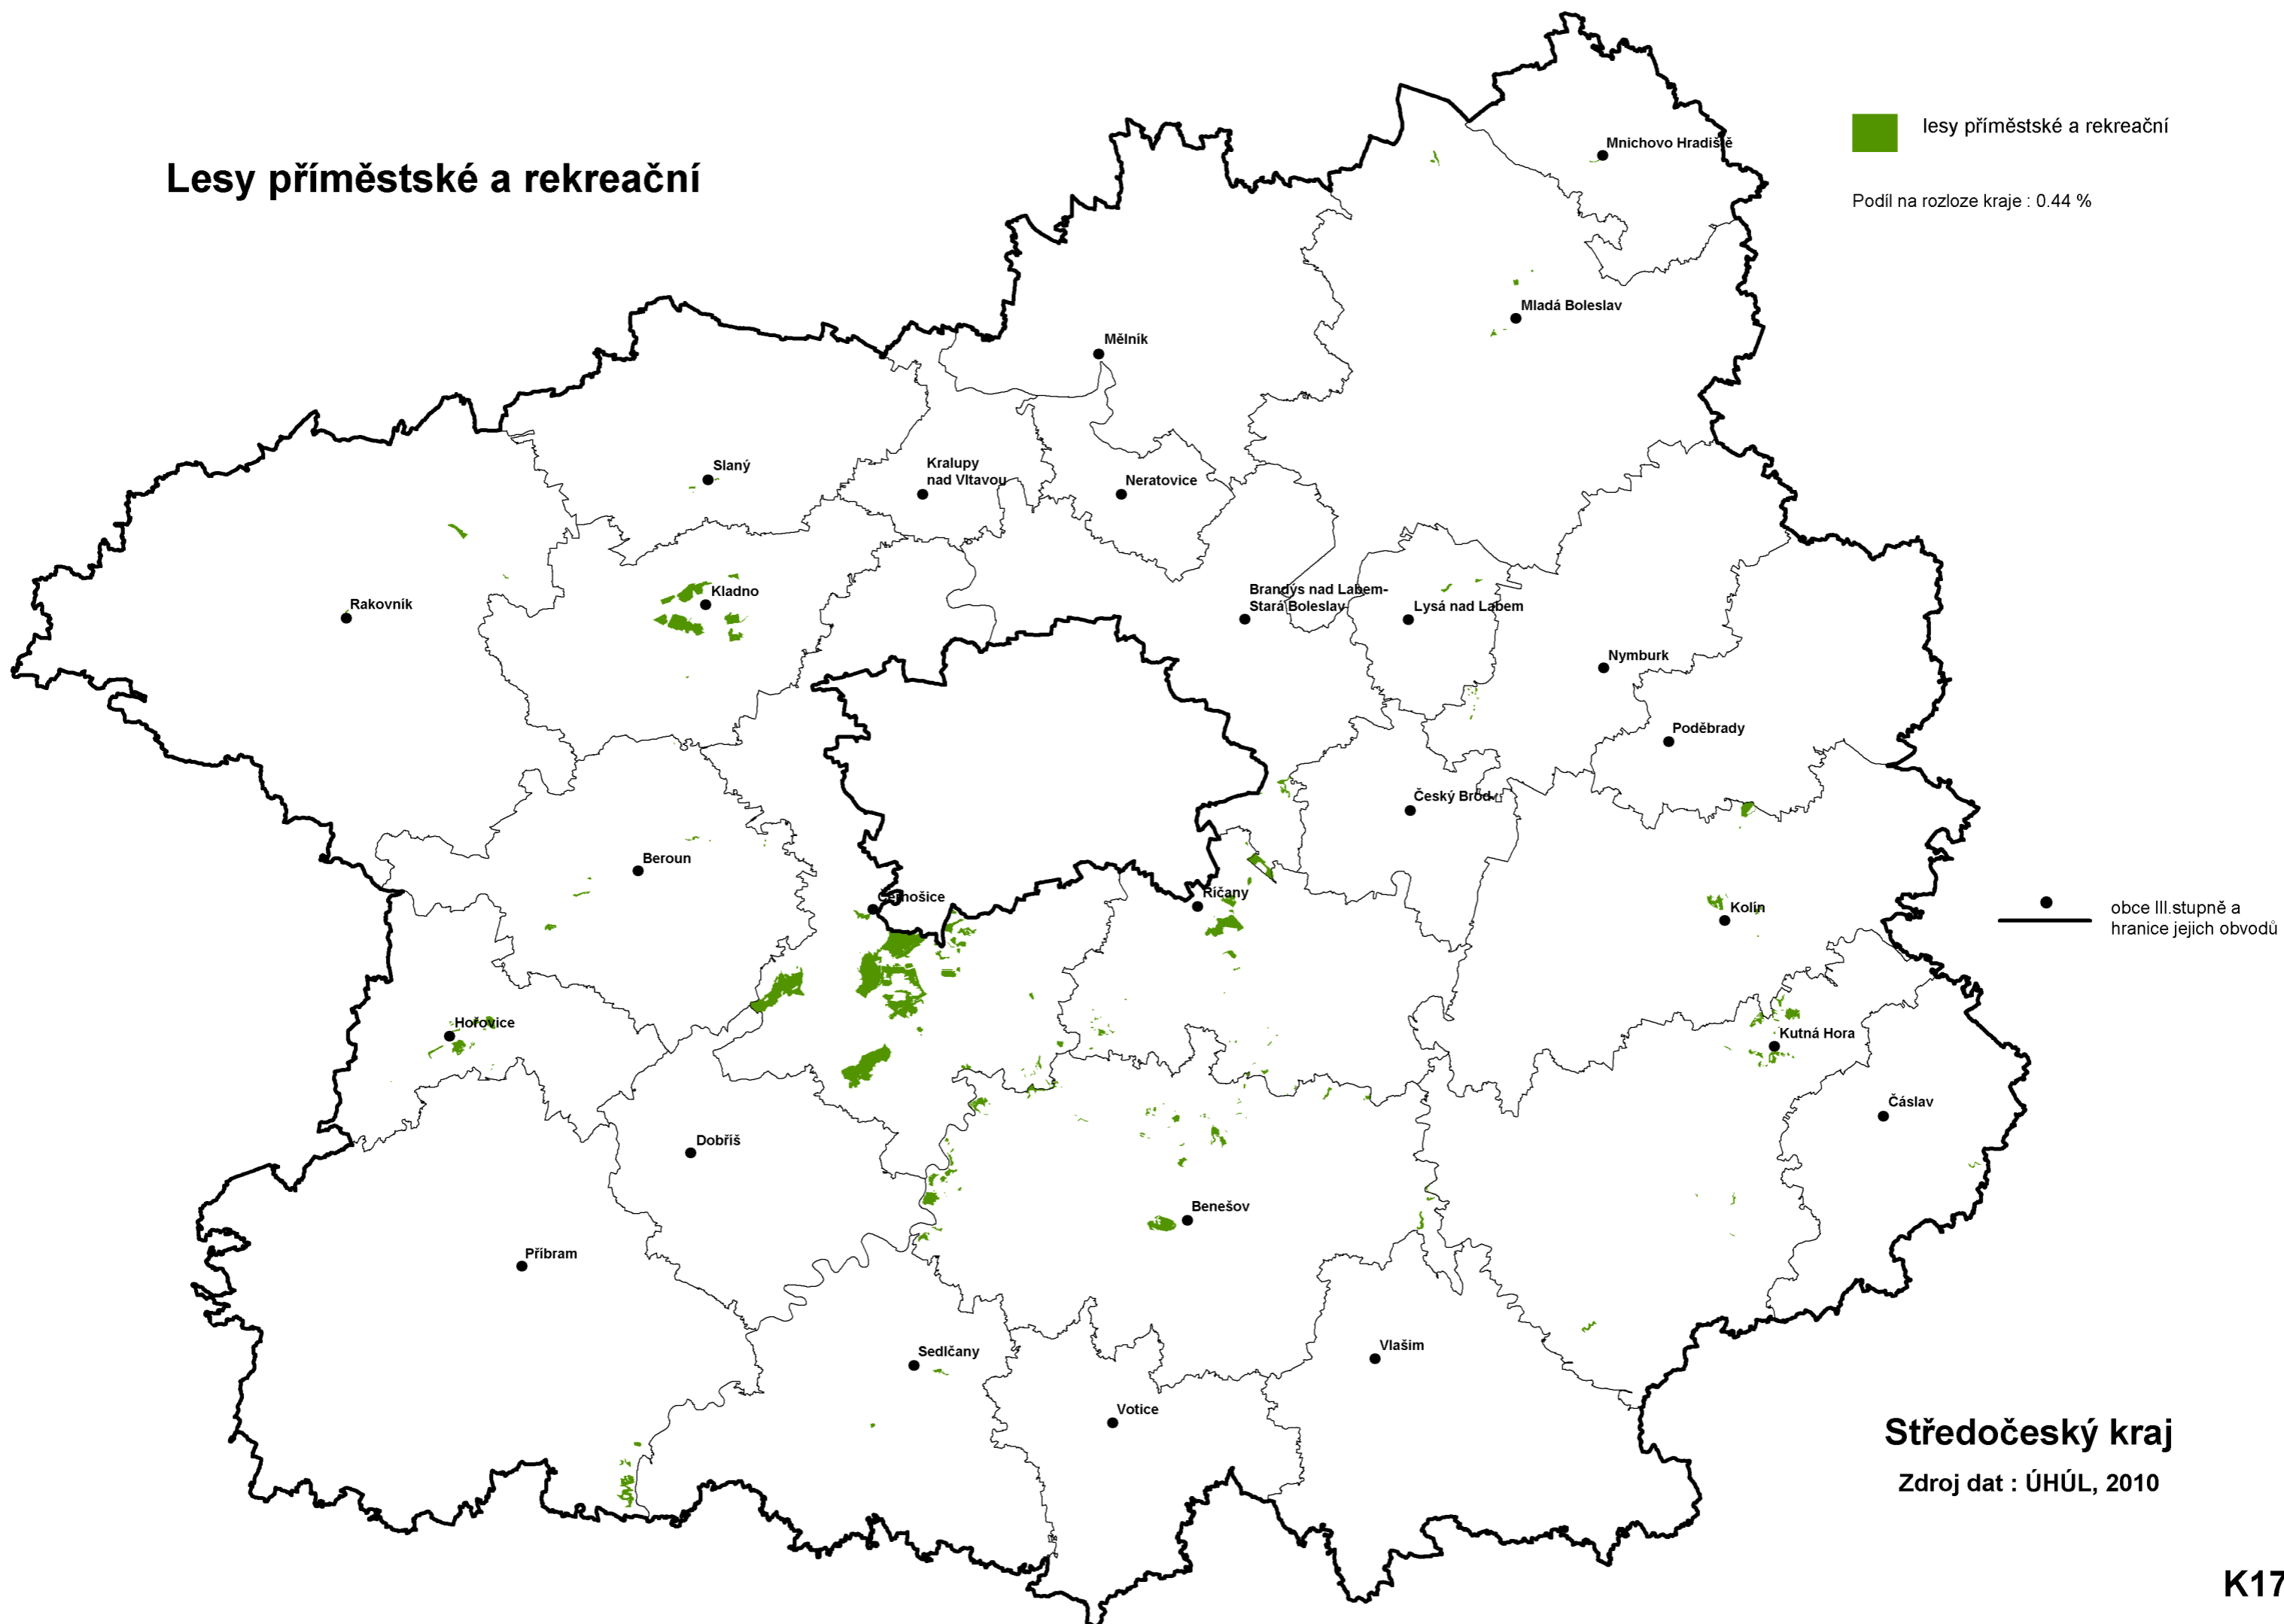 Lesy příměstské a rekreační
lesy příměstské a rekreační
Podíl na rozloze kraje : 0.44 %
Mnichovo Hradiště
Mladá Boleslav
Mělník
Slaný
Kralupy
nad Vltavou
Neratovice
Rakovník
Kladno
Brandýs nad Labem-
Stará Boleslav
Lysá nad Labem
Nymburk
Poděbrady
Český Brod
Beroun
Černošice
Říčany
Kolín
obce III.stupně a
hranice jejich obvodů
Hořovice
Kutná Hora
Čáslav
Dobříš
Benešov
Příbram
Sedlčany
Vlašim
Votice
Středočeský kraj
Zdroj dat : ÚHÚL, 2010
K17